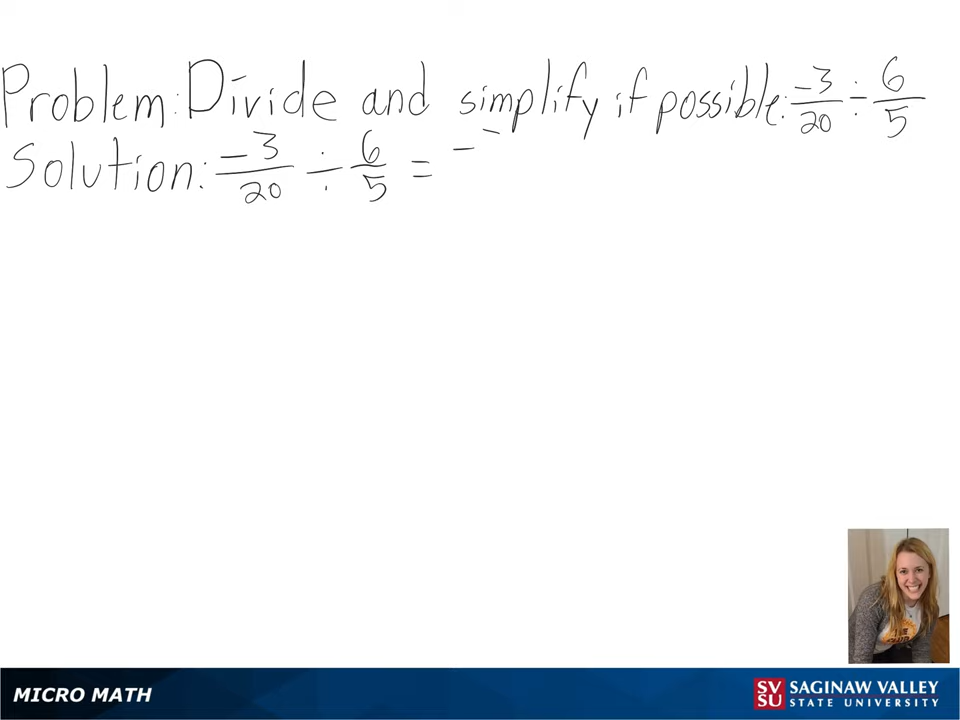 Problem: Divide and simplify if possible: -3/20 ÷ 6/5
Solution: -3/20 ÷ 6/5 = -
MICRO MATH
SV SU SAGINAW VALLEY STATE UNIVERSITY